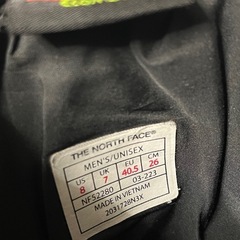 THE NORTH FACE
MEN'S/UNISEX
US UK EU CM
8 7 40.5 26
NF52280 03-223
MADE IN VIETNAM
2031728N3X